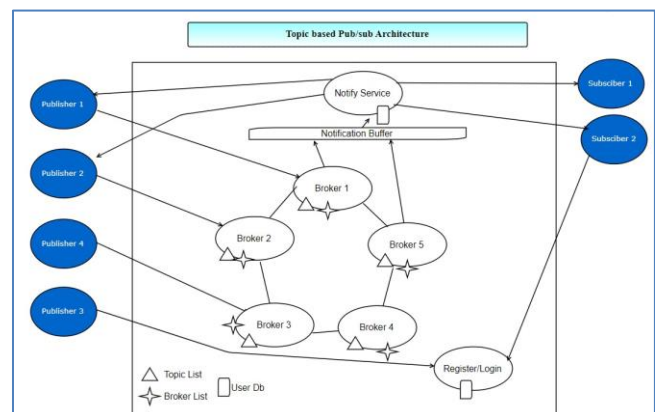 Topic based Pub/sub Architecture
Publisher 1
Notify Service
Subsciber 1
Notification Buffer
Subsciber 2
Publisher 2
Broker 1
Broker 2
Broker 5
Publisher 4
Publisher 3
Broker 3
Broker 4
Register/Login
Topic List
Broker List
User Db